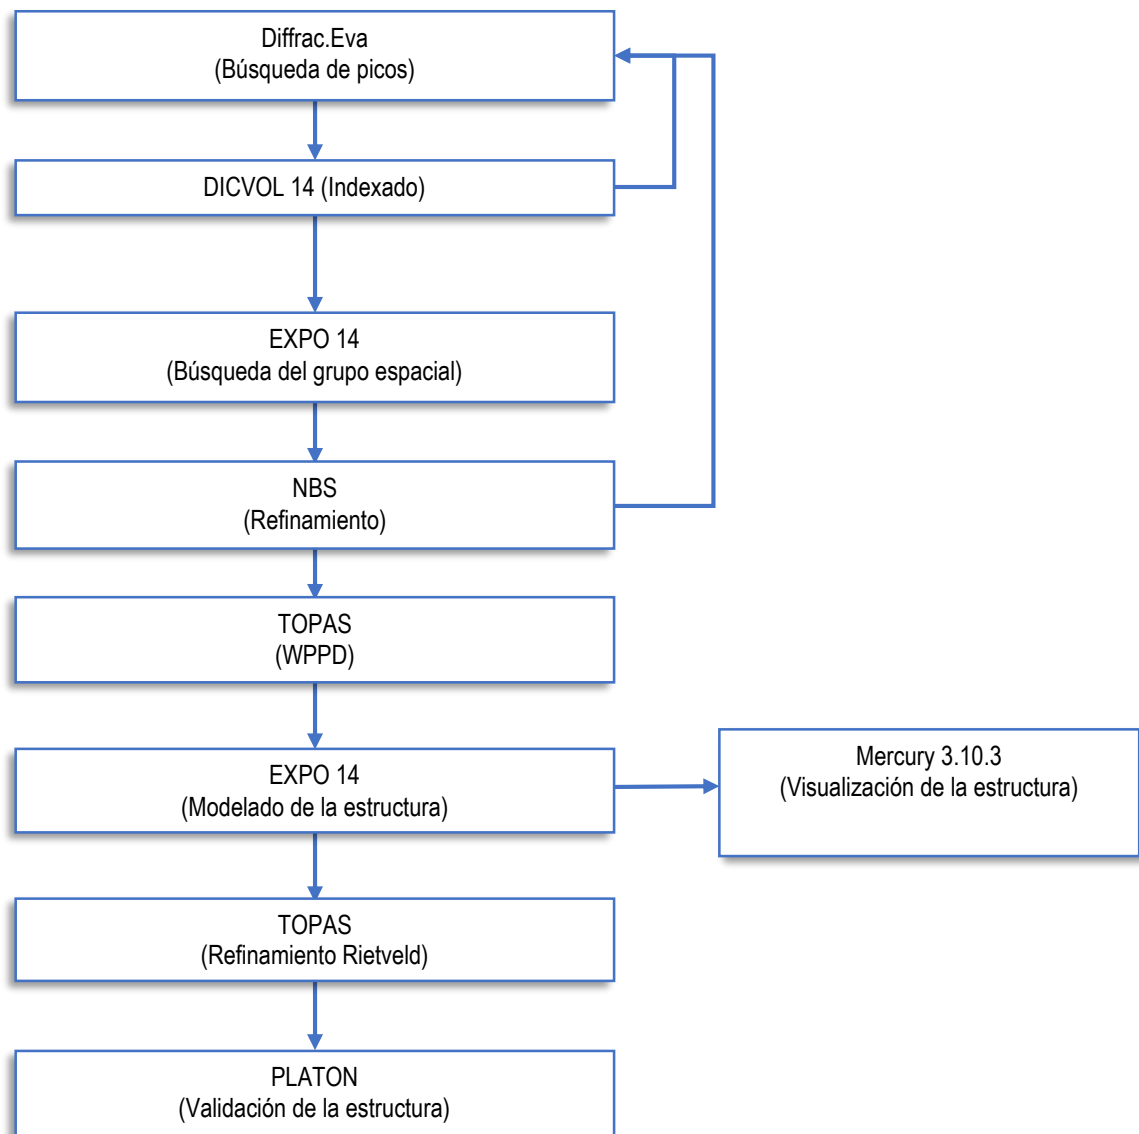 Diffrac.Eva
(Búsqueda de picos)
DICVOL 14 (Indexado)
EXPO 14
(Búsqueda del grupo espacial)
NBS
(Refinamiento)
TOPAS
(WPPD)
EXPO 14
(Modelado de la estructura)
Mercury 3.10.3
(Visualización de la estructura)
TOPAS
(Refinamiento Rietveld)
PLATON
(Validación de la estructura)